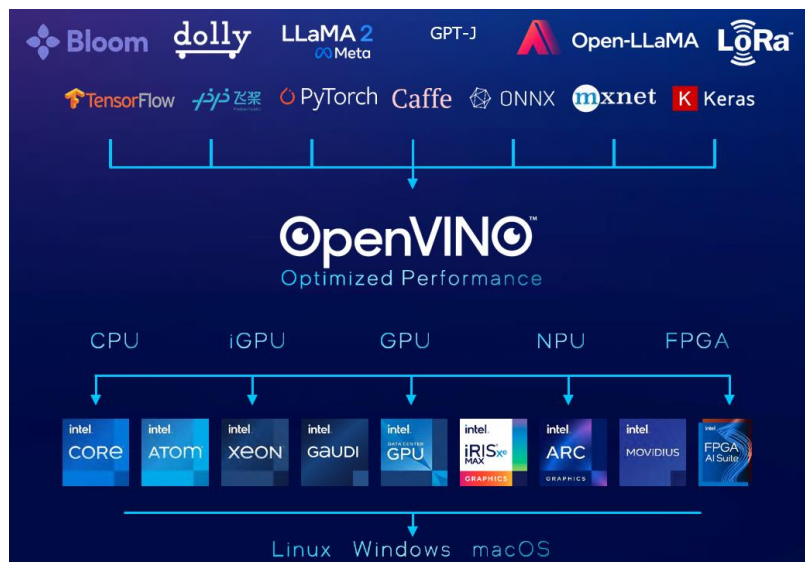 Bloom dolly LLaMA 2 GPT-J Open-LLaMA LoRa
Meta
TensorFlow 飞桨 PyTorch Caffe ONNX mxnet K Keras
OpenVINO™
Optimized Performance
CPU iGPU GPU NPU FPGA
intel. intel. intel. intel. intel. intel. intel. intel. intel.
CORE ATOM XEON GAUDI DATA CENTER GPU iRIS Xe MAX ARC MOVIDIUS FPGA AI Suite
GRAPHICS GRAPHICS
Linux Windows macOS